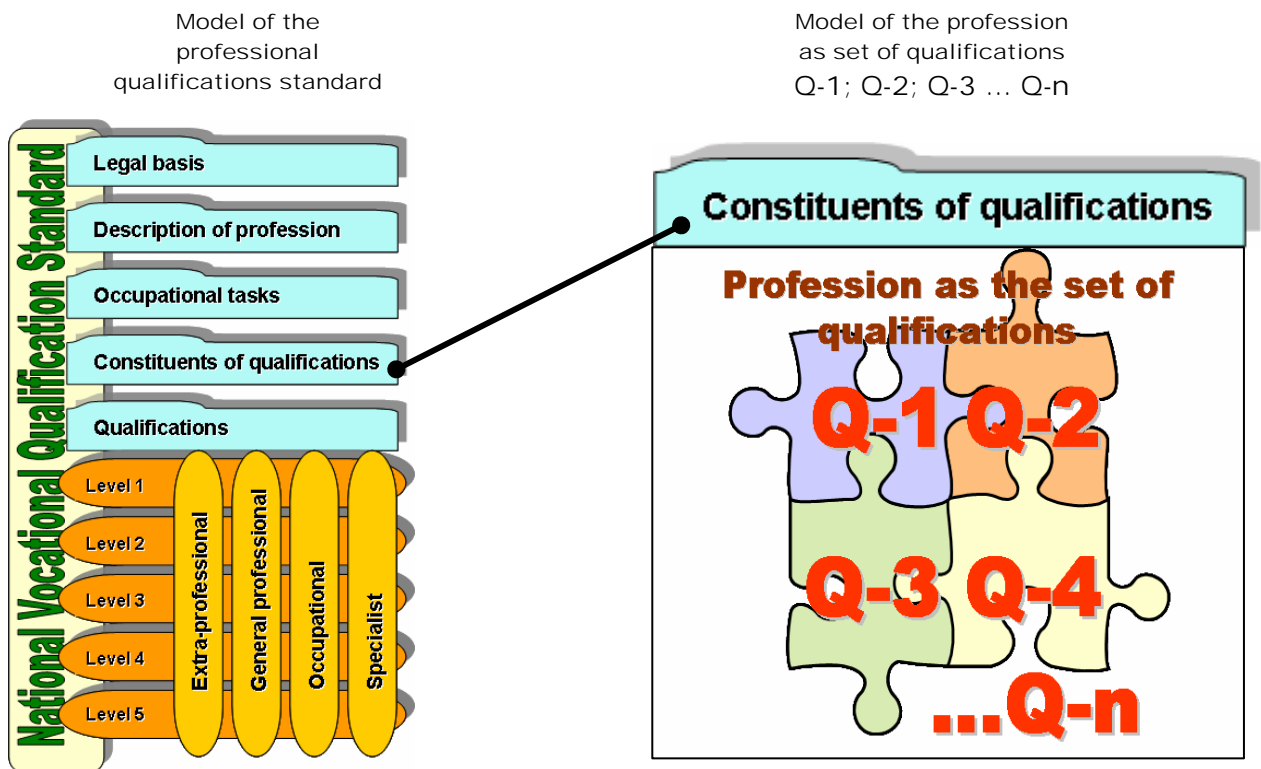 Model of the
professional
qualifications standard
National Vocational Qualification Standard
Legal basis
Description of profession
Occupational tasks
Constituents of qualifications
Qualifications
Level 1
Level 2
Level 3
Level 4
Level 5
Extra-professional
General professional
Occupational
Specialist
Model of the profession
as set of qualifications
Q-1; Q-2; Q-3 ... Q-n
Constituents of qualifications
Profession as the set of
qualifications
Q-1 Q-2
Q-3 Q-4
...Q-n